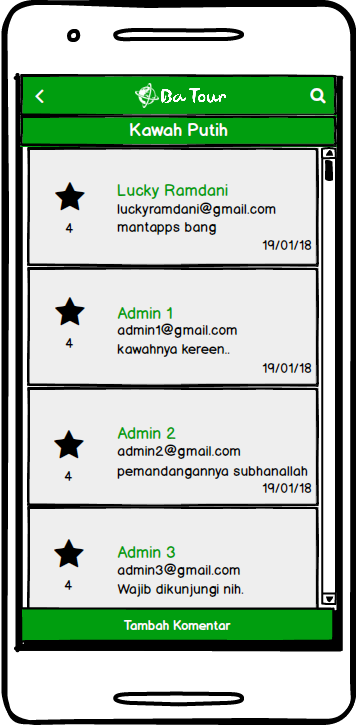 Ba Tour
Kawah Putih
Lucky Ramdani
luckyramdani@gmail.com
4
mantapps bang
19/01/18
Admin 1
admin1@gmail.com
4
kawahnya kereen..
19/01/18
Admin 2
admin2@gmail.com
4
pemandangannya subhanallah
19/01/18
Admin 3
admin3@gmail.com
4
Wajib dikunjungi nih.
Tambah Komentar